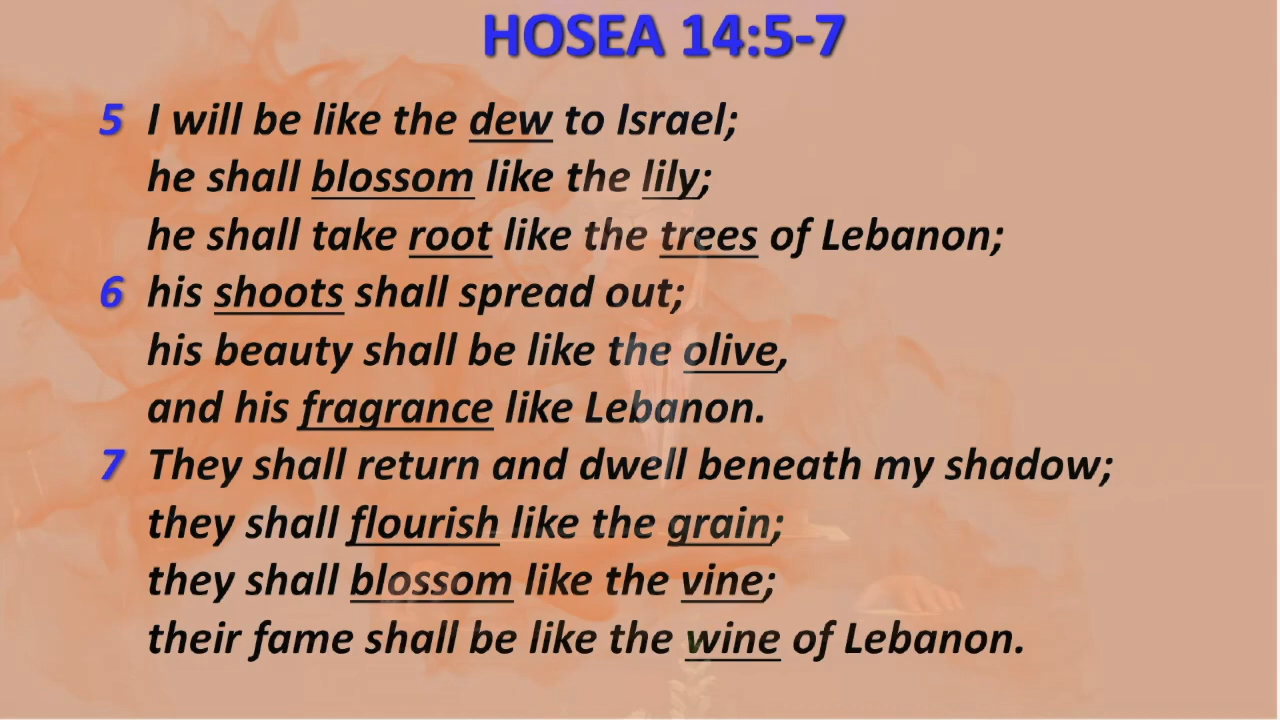 HOSEA 14:5-7
5 I will be like the dew to Israel;
he shall blossom like the lily;
he shall take root like the trees of Lebanon;
6 his shoots shall spread out;
his beauty shall be like the olive,
and his fragrance like Lebanon.
7 They shall return and dwell beneath my shadow;
they shall flourish like the grain;
they shall blossom like the vine;
their fame shall be like the wine of Lebanon.